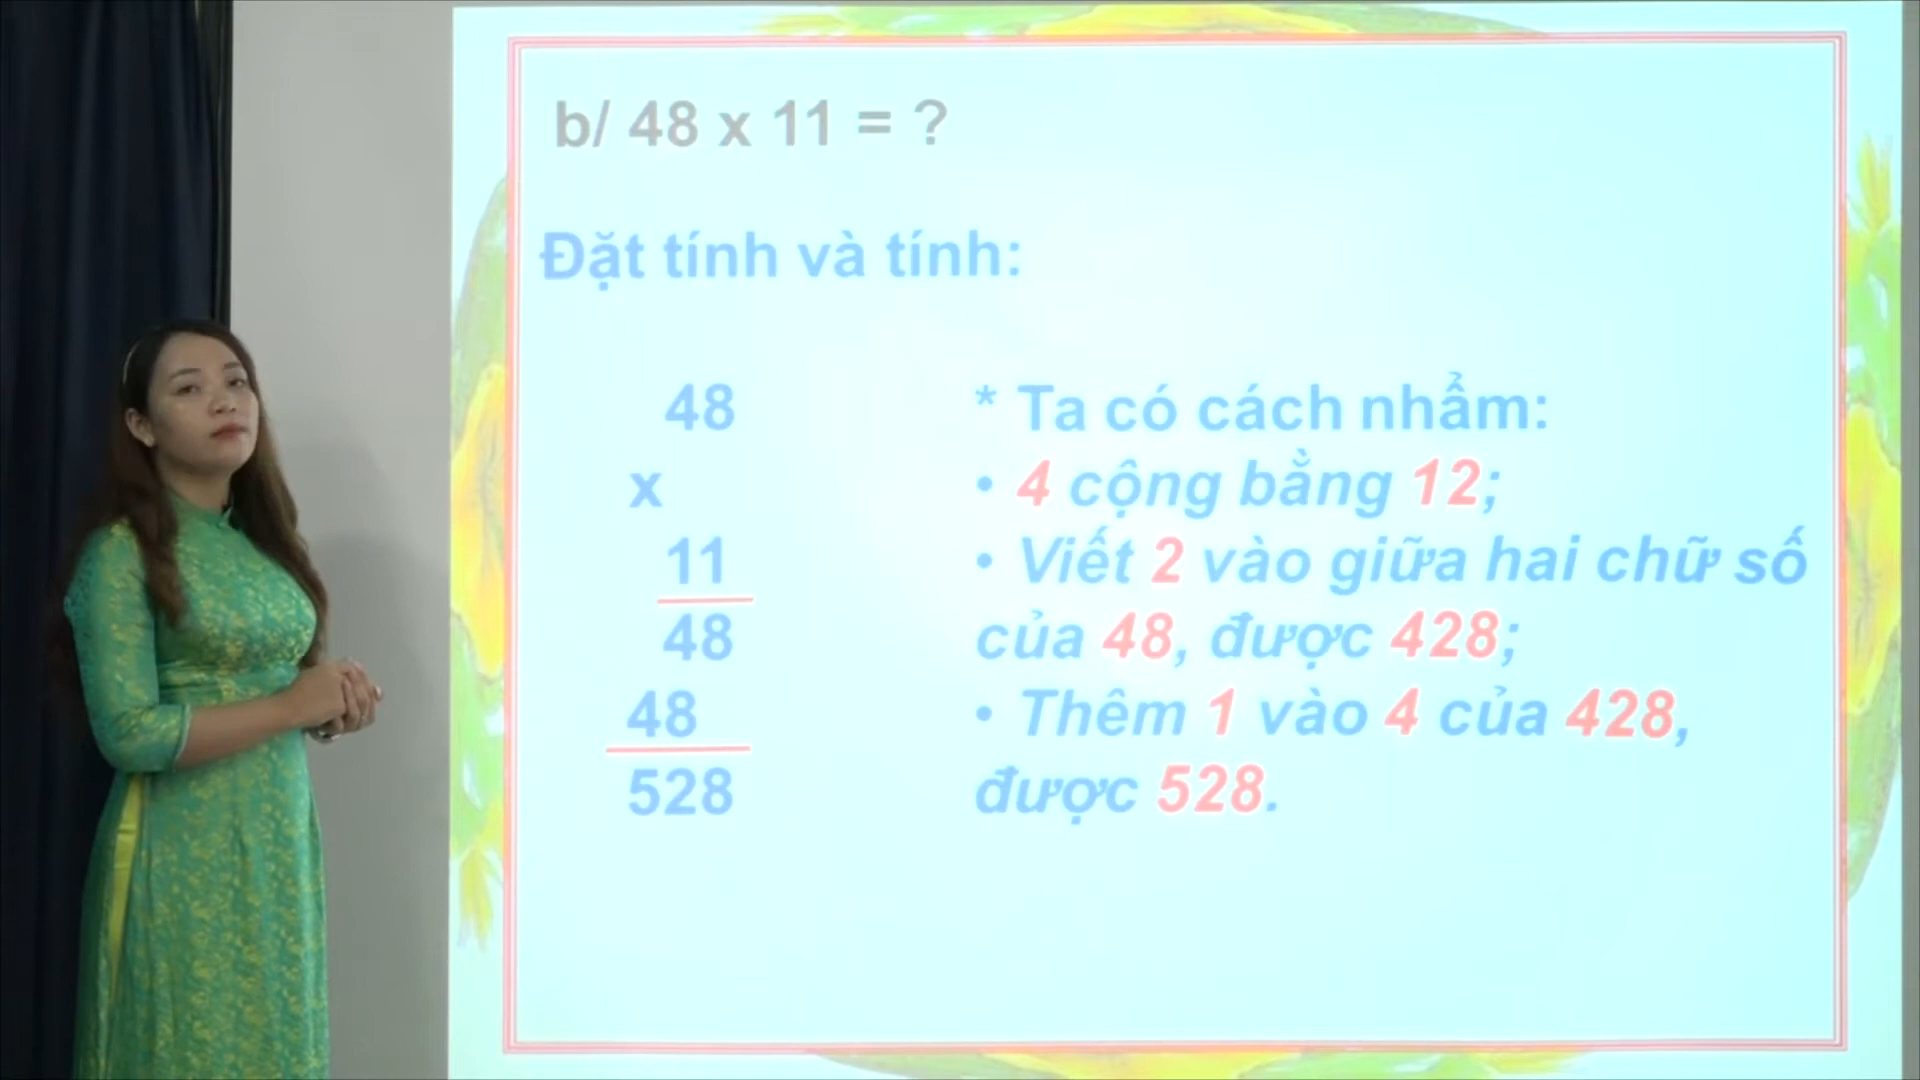 b/ 48 x 11 = ?
Đặt tính và tính:
48
x
11
48
48
528
* Ta có cách nhẩm:
• 4 cộng bằng 12;
• Viết 2 vào giữa hai chữ số
của 48, được 428;
• Thêm 1 vào 4 của 428,
được 528.